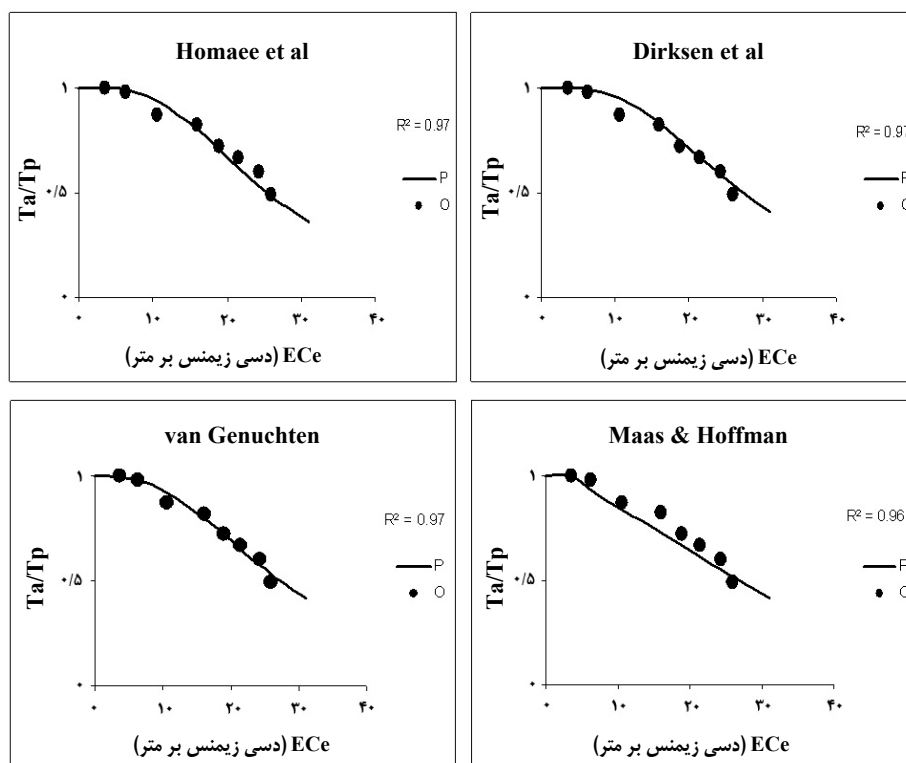 Homaee et al
۱
۰/۵
۰
Ta/Tp
R² = 0.97
P
O
۰ ۱۰ ۲۰ ۳۰ ۴۰
ECe (دسی زیمنس بر متر)
Dirksen et al
۱
۰/۵
۰
Ta/Tp
R² = 0.97
P
O
۰ ۱۰ ۲۰ ۳۰ ۴۰
ECe (دسی زیمنس بر متر)
van Genuchten
۱
۰/۵
۰
Ta/Tp
R² = 0.97
P
O
۰ ۱۰ ۲۰ ۳۰ ۴۰
ECe (دسی زیمنس بر متر)
Maas & Hoffman
۱
۰/۵
۰
Ta/Tp
R² = 0.96
P
O
۰ ۱۰ ۲۰ ۳۰ ۴۰
ECe (دسی زیمنس بر متر)